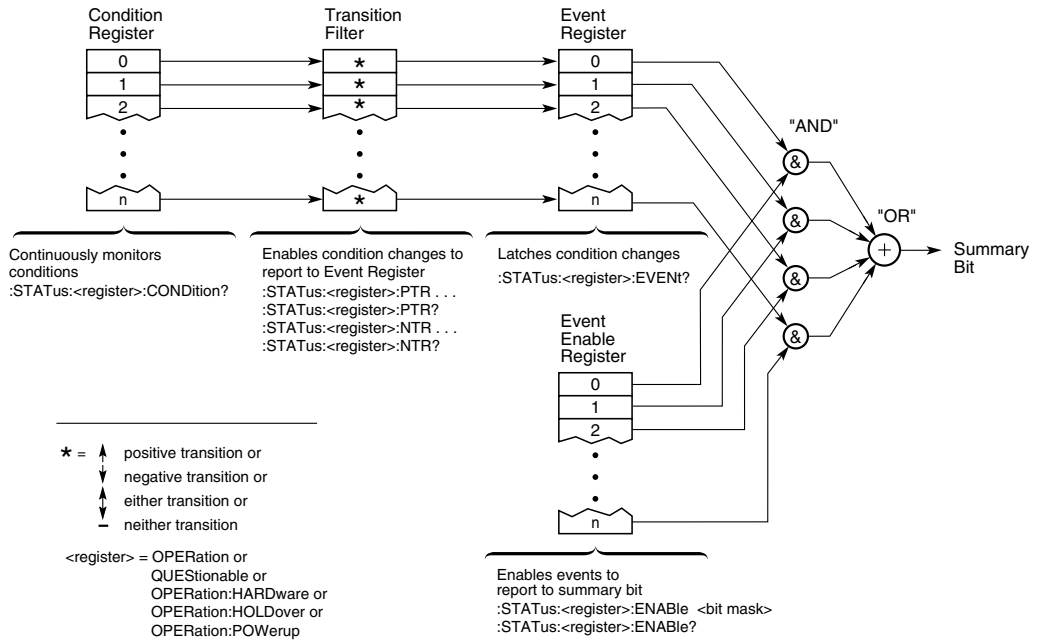 Condition
Register
0
1
2
n
Continuously monitors
conditions
:STATus:<register>:CONDition?
Transition
Filter
*
*
*
*
Enables condition changes to
report to Event Register
:STATus:<register>:PTR . . .
:STATus:<register>:PTR?
:STATus:<register>:NTR . . .
:STATus:<register>:NTR?
Event
Register
0
1
2
n
Latches condition changes
:STATus:<register>:EVENt?
"AND"
&
&
&
&
"OR"
+
Summary
Bit
Event
Enable
Register
0
1
2
n
Enables events to
report to summary bit
:STATus:<register>:ENABle <bit mask>
:STATus:<register>:ENABle?
* = positive transition or
negative transition or
either transition or
– neither transition
<register> = OPERation or
QUEStionable or
OPERation:HARDware or
OPERation:HOLDover or
OPERation:POWerup